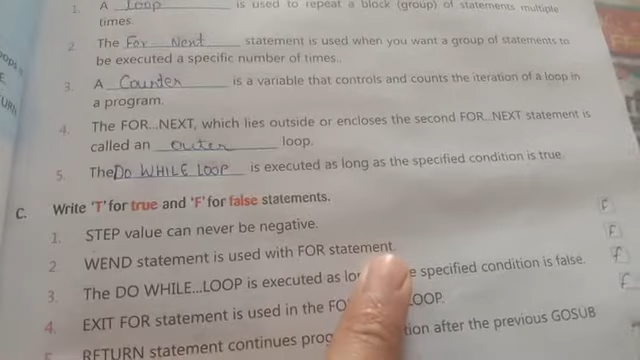 1. A Loop is used to repeat a block (group) of statements multiple
times.
2. The For Next statement is used when you want a group of statements to
be executed a specific number of times..
3. A Counter is a variable that controls and counts the iteration of a loop in
a program.
4. The FOR...NEXT, which lies outside or encloses the second FOR...NEXT statement is
called an outer loop.
5. The DO WHILE LOOP is executed as long as the specified condition is true.
C. Write 'T' for true and 'F' for false statements.
1. STEP value can never be negative. F
2. WEND statement is used with FOR statement. F
3. The DO WHILE...LOOP is executed as specified condition is false. F
4. EXIT FOR statement is used in the OOP. F
5. RETURN statement continues after the previous GOSUB